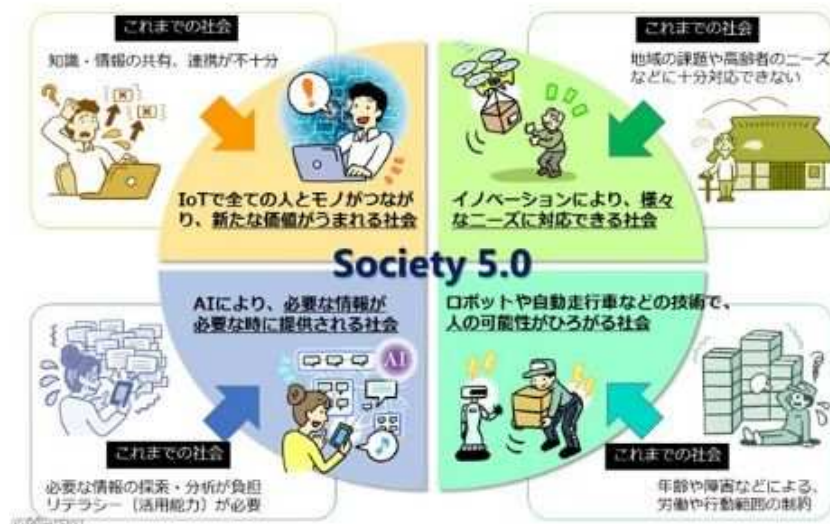 これまでの社会
知識・情報の共有、連携が不十分
IoTで全ての人とモノがつなが
り、新たな価値がうまれる社会
これまでの社会
地域の課題や高齢者のニーズ
などに十分対応できない
イノベーションにより、様々
なニーズに対応できる社会
Society 5.0
AIにより、必要な情報が
必要な時に提供される社会
AI
これまでの社会
必要な情報の探索・分析が負担
リテラシー（活用能力）が必要
ロボットや自動走行車などの技術で、
人の可能性がひろがる社会
これまでの社会
年齢や障害などによる、
労働や行動範囲の制約